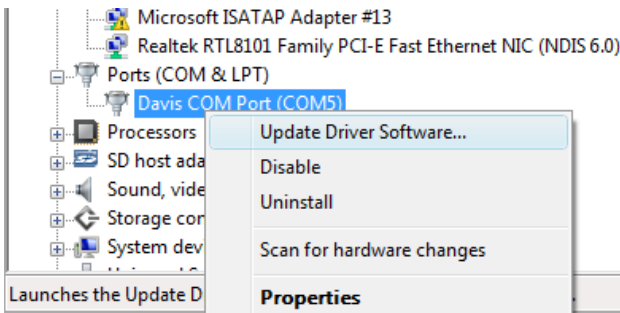 Microsoft ISATAP Adapter #13
Realtek RTL8101 Family PCI-E Fast Ethernet NIC (NDIS 6.0)
Ports (COM & LPT)
Davis COM Port (COM5)
Processors
Update Driver Software...
SD host ada
Disable
Sound, vide
Uninstall
Storage con
System dev
Scan for hardware changes
Launches the Update D
Properties